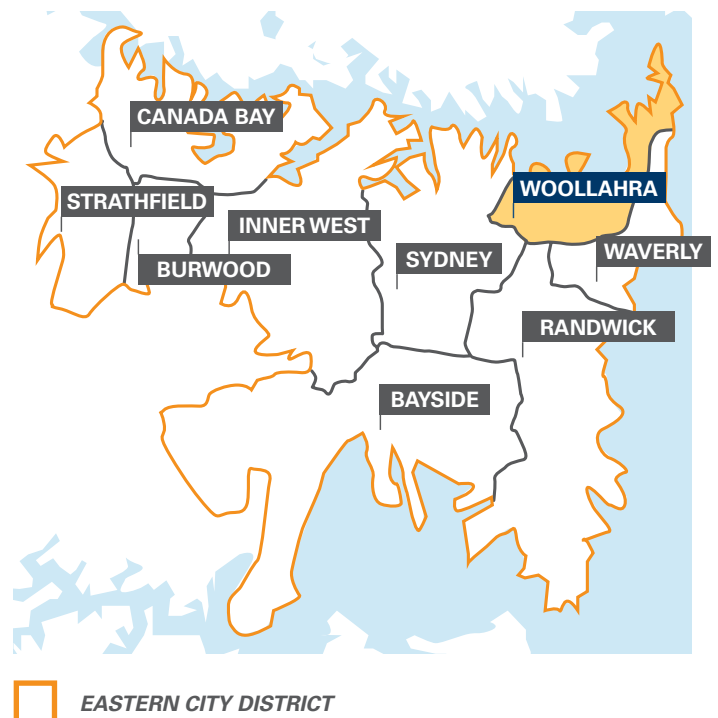 CANADA BAY
WOOLLAHRA
STRATHFIELD
INNER WEST
WAVERLY
SYDNEY
BURWOOD
RANDWICK
BAYSIDE
EASTERN CITY DISTRICT